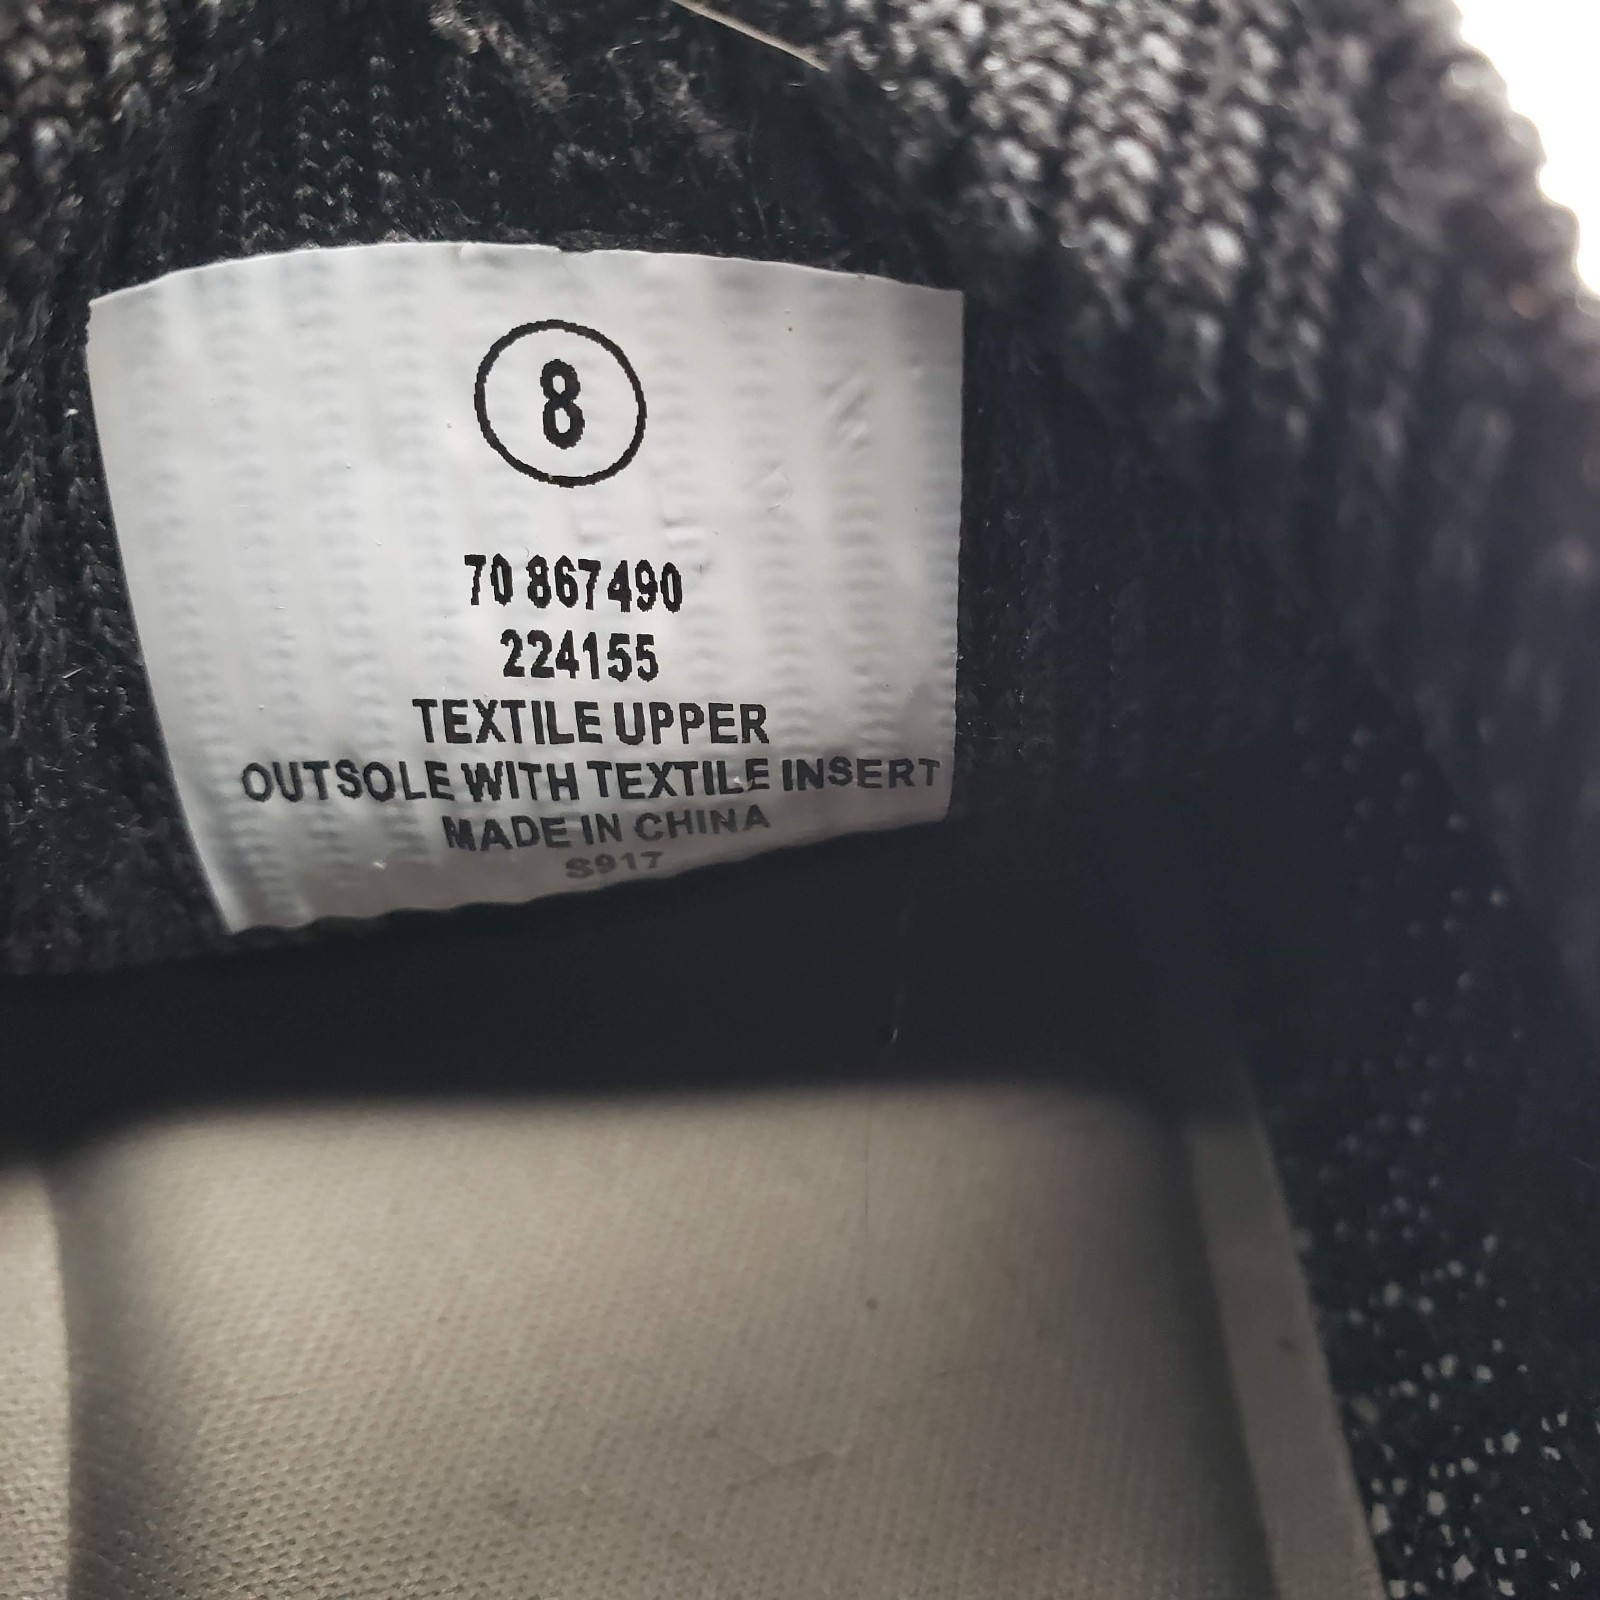 8
70 867490
224155
TEXTILE UPPER
OUTSOLE WITH TEXTILE INSERT
MADE IN CHINA
S917